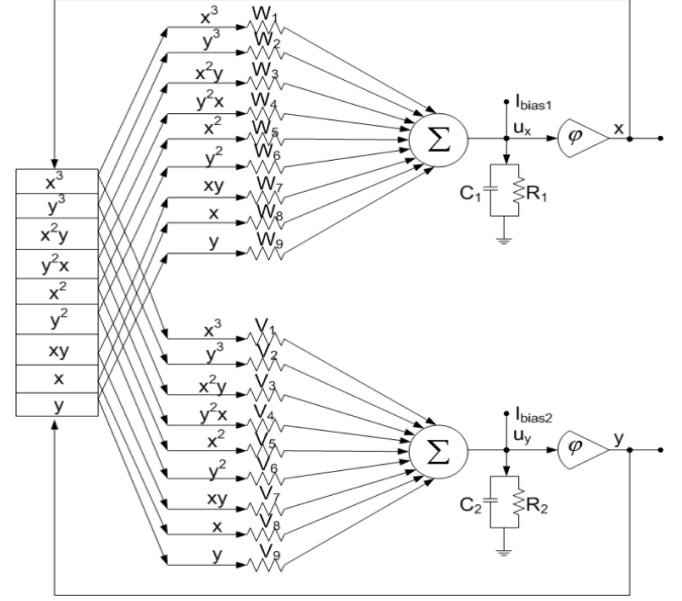 x³ W₁
y³ W₂
x²y W₃
y²x W₄
x² W₅
y² W₆
xy W₇
x W₈
y W₉
Σ
I_bias1
u_x
φ
x
C₁
R₁
x³
y³
x²y
y²x
x²
y²
xy
x
y
x³ V₁
y³ V₂
x²y V₃
y²x V₄
x² V₅
y² V₆
xy V₇
x V₈
y V₉
Σ
I_bias2
u_y
φ
y
C₂
R₂